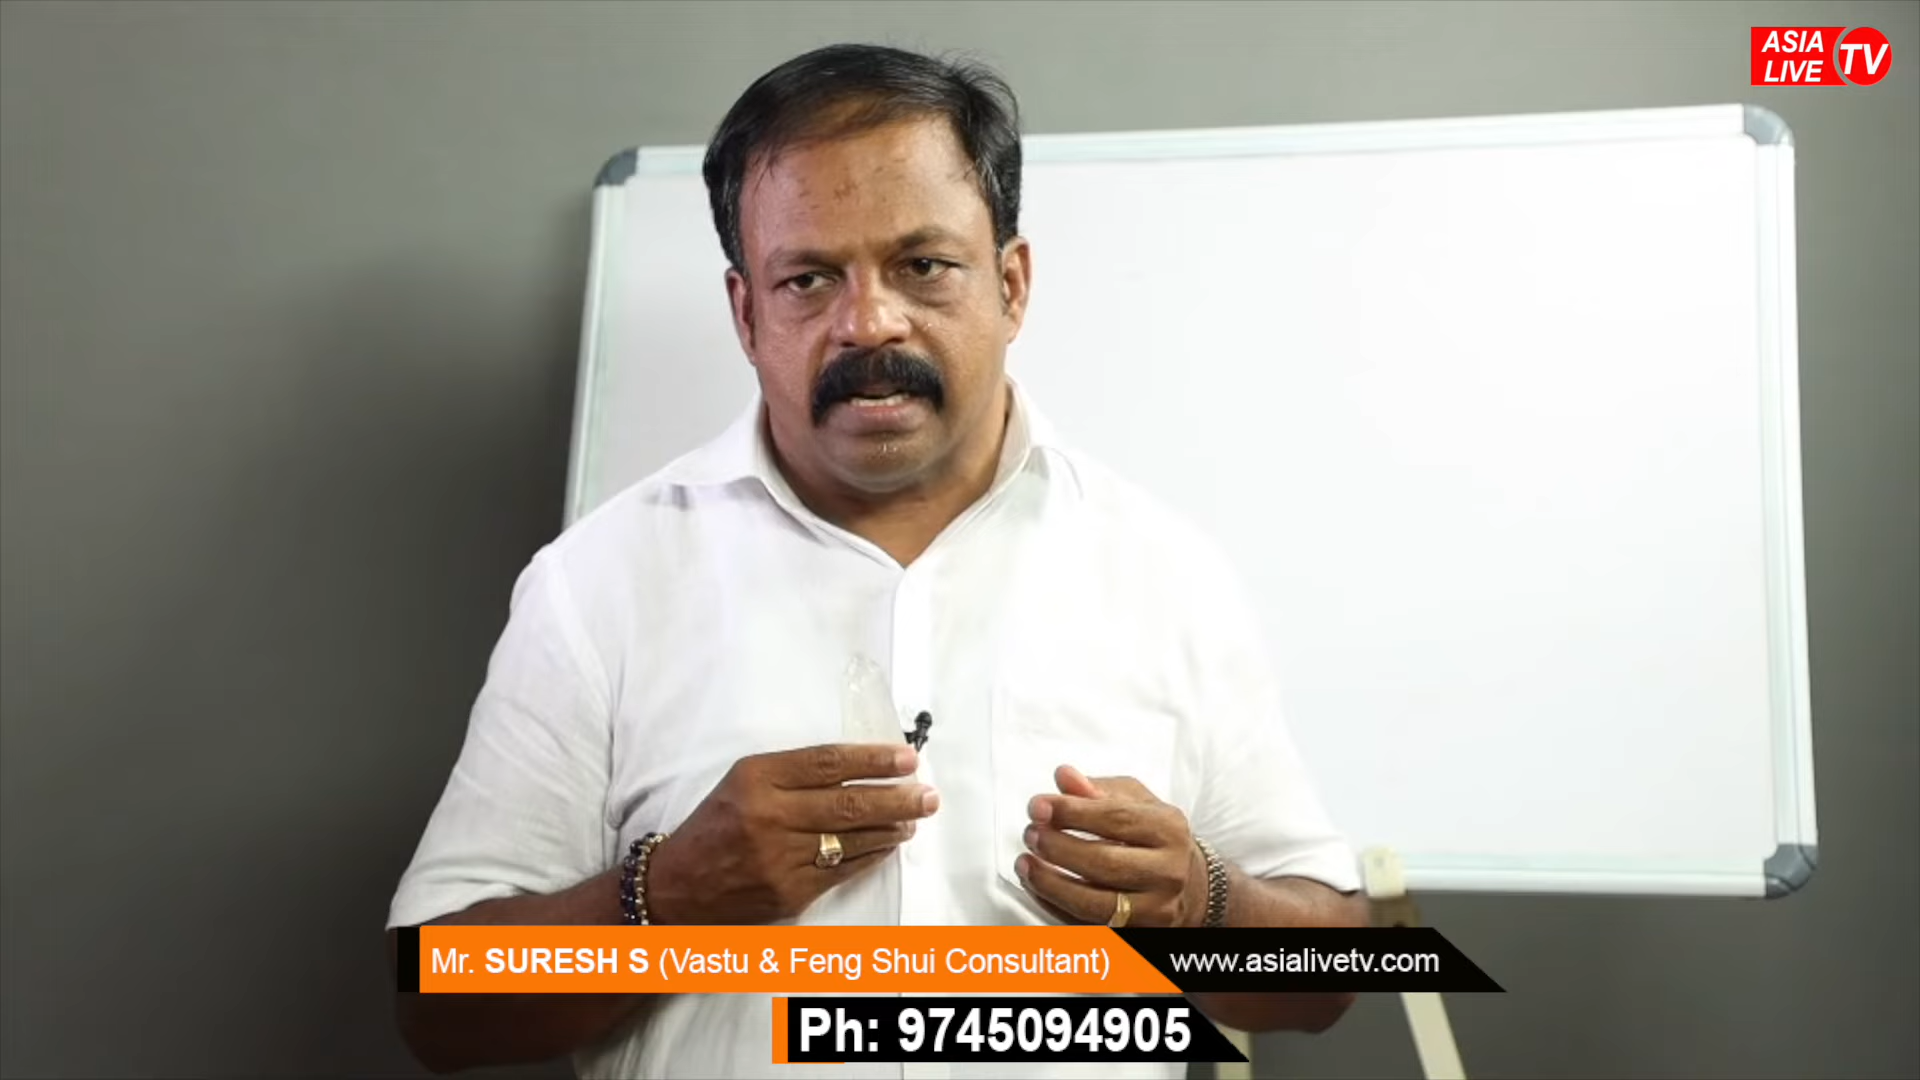 ASIA
LIVE
TV
Mr. SURESH S (Vastu & Feng Shui Consultant)
www.asialivetv.com
Ph: 9745094905